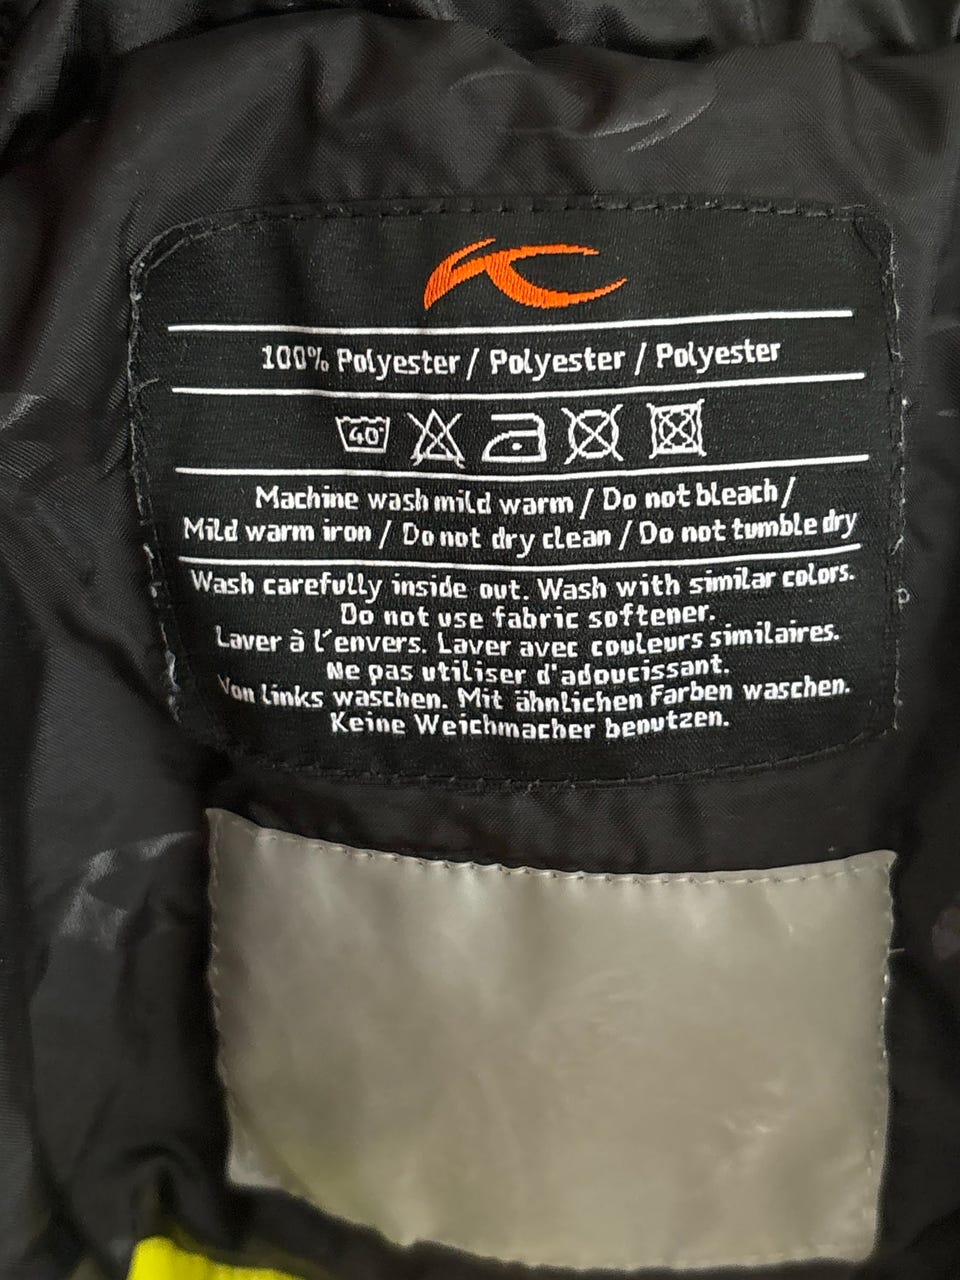 100% Polyester / Polyester / Polyester
40°
Machine wash mild warm / Do not bleach /
Mild warm iron / Do not dry clean / Do not tumble dry
Wash carefully inside out. Wash with similar colors.
Do not use fabric softener.
Laver à l'envers. Laver avec couleurs similaires.
Ne pas utiliser d'adoucissant.
Von links waschen. Mit ähnlichen Farben waschen.
Keine Weichmacher benutzen.